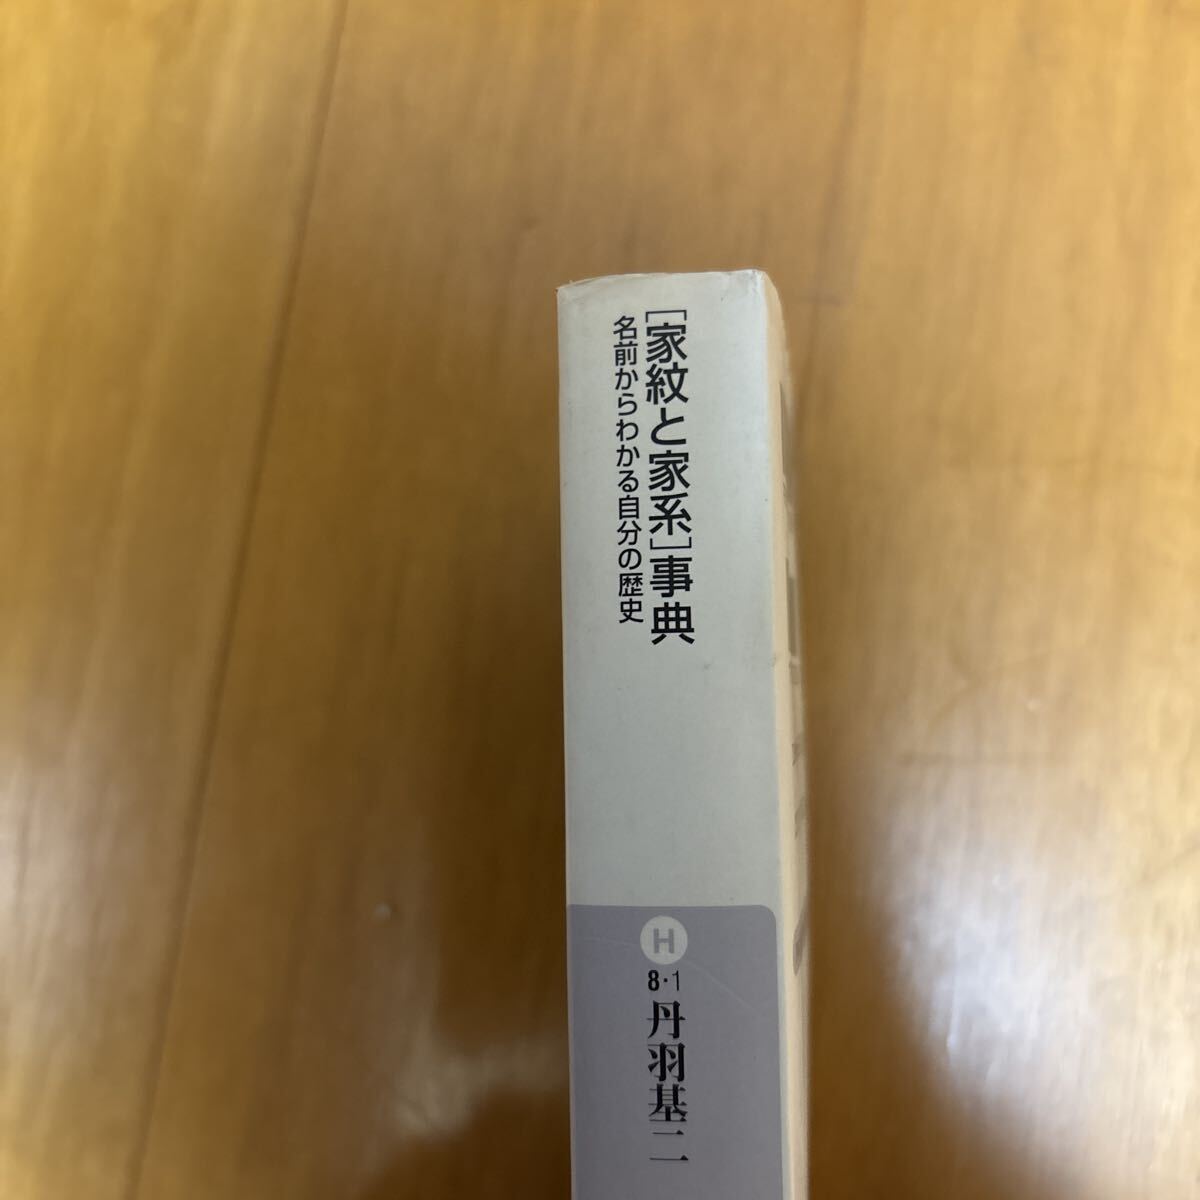 [家紋と家系]事典
名前からわかる自分の歴史
H
8・1
丹羽基二